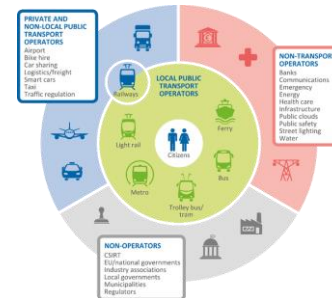 PRIVATE AND
NON-LOCAL PUBLIC
TRANSPORT
OPERATORS
Airport
Bike hire
Car sharing
Logistics/freight
Smart cars
Taxi
Traffic regulation
NON-TRANSPORT
OPERATORS
Banks
Communications
Emergency
Energy
Health care
Infrastructure
Public clouds
Public safety
Street lighting
Water
LOCAL PUBLIC
TRANSPORT
OPERATORS
Railways
Light rail
Ferry
Citizens
Metro
Bus
Trolley bus/
tram
NON-OPERATORS
CSIRT
EU/national governments
Industry associations
Local governments
Municipalities
Regulators